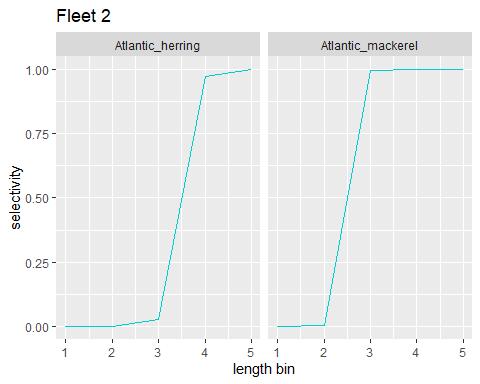 Fleet 2
Atlantic_herring Atlantic_mackerel
1.00
0.75
0.50
0.25
0.00
selectivity
1 2 3 4 5 1 2 3 4 5
length bin